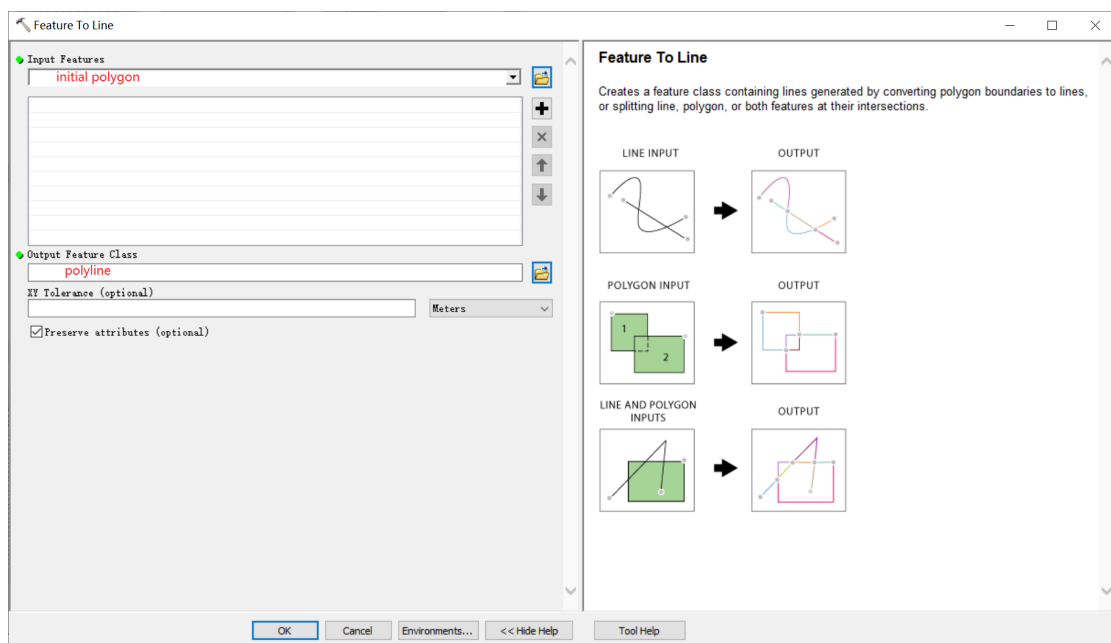 Feature To Line
Input Features
initial polygon
Output Feature Class
polyline
XY Tolerance (optional)
Meters
Preserve attributes (optional)
Feature To Line
Creates a feature class containing lines generated by converting polygon boundaries to lines,
or splitting line, polygon, or both features at their intersections.
LINE INPUT OUTPUT
POLYGON INPUT OUTPUT
1
2
LINE AND POLYGON
INPUTS OUTPUT
OK Cancel Environments... << Hide Help Tool Help